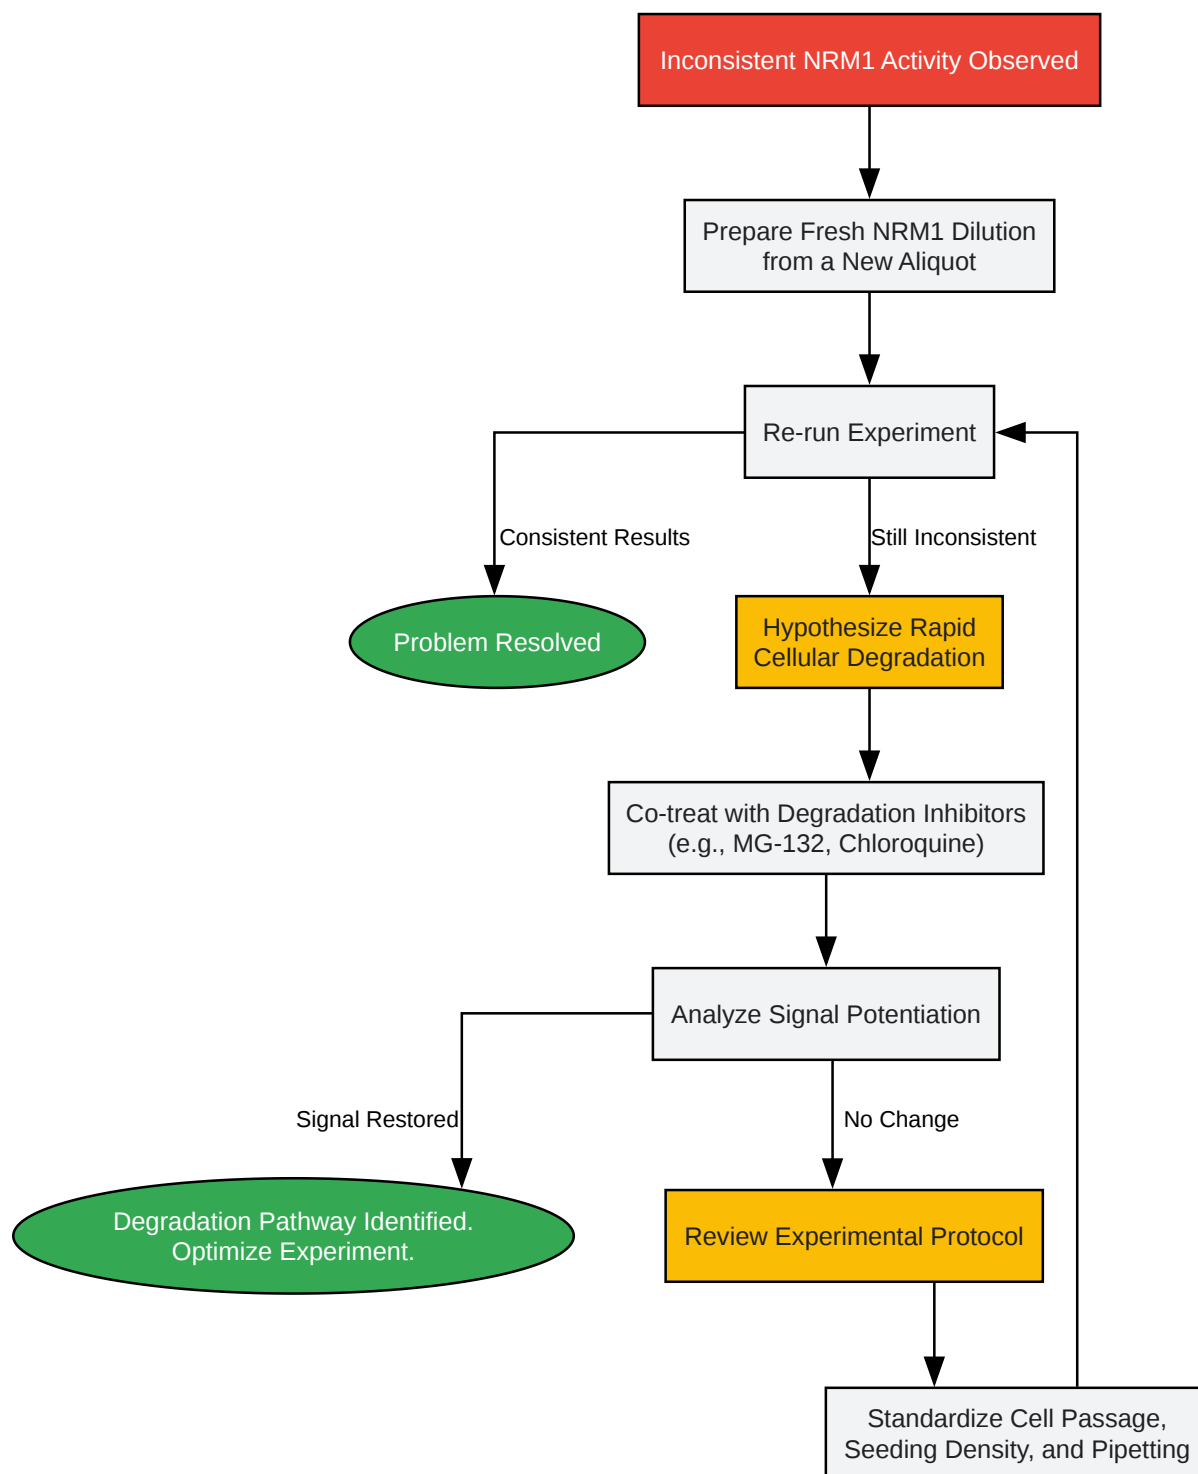 Inconsistent NRM1 Activity Observed
Prepare Fresh NRM1 Dilution
from a New Aliquot
Re-run Experiment
Consistent Results
Still Inconsistent
Problem Resolved
Hypothesize Rapid
Cellular Degradation
Co-treat with Degradation Inhibitors
(e.g., MG-132, Chloroquine)
Analyze Signal Potentiation
Signal Restored
No Change
Degradation Pathway Identified.
Optimize Experiment.
Review Experimental Protocol
Standardize Cell Passage,
Seeding Density, and Pipetting